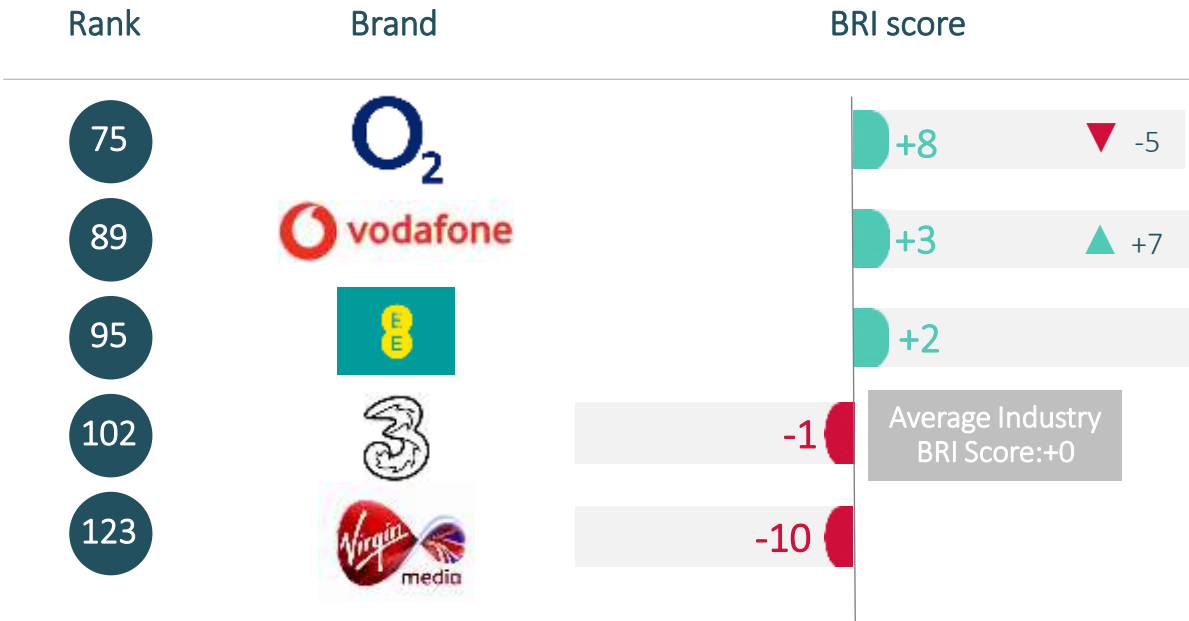 Rank Brand BRI score
75 O2 +8 ▼ -5
89 vodafone +3 ▲ +7
95 EE +2
102 3 -1 Average Industry
BRI Score:+0
123 Virgin media -10